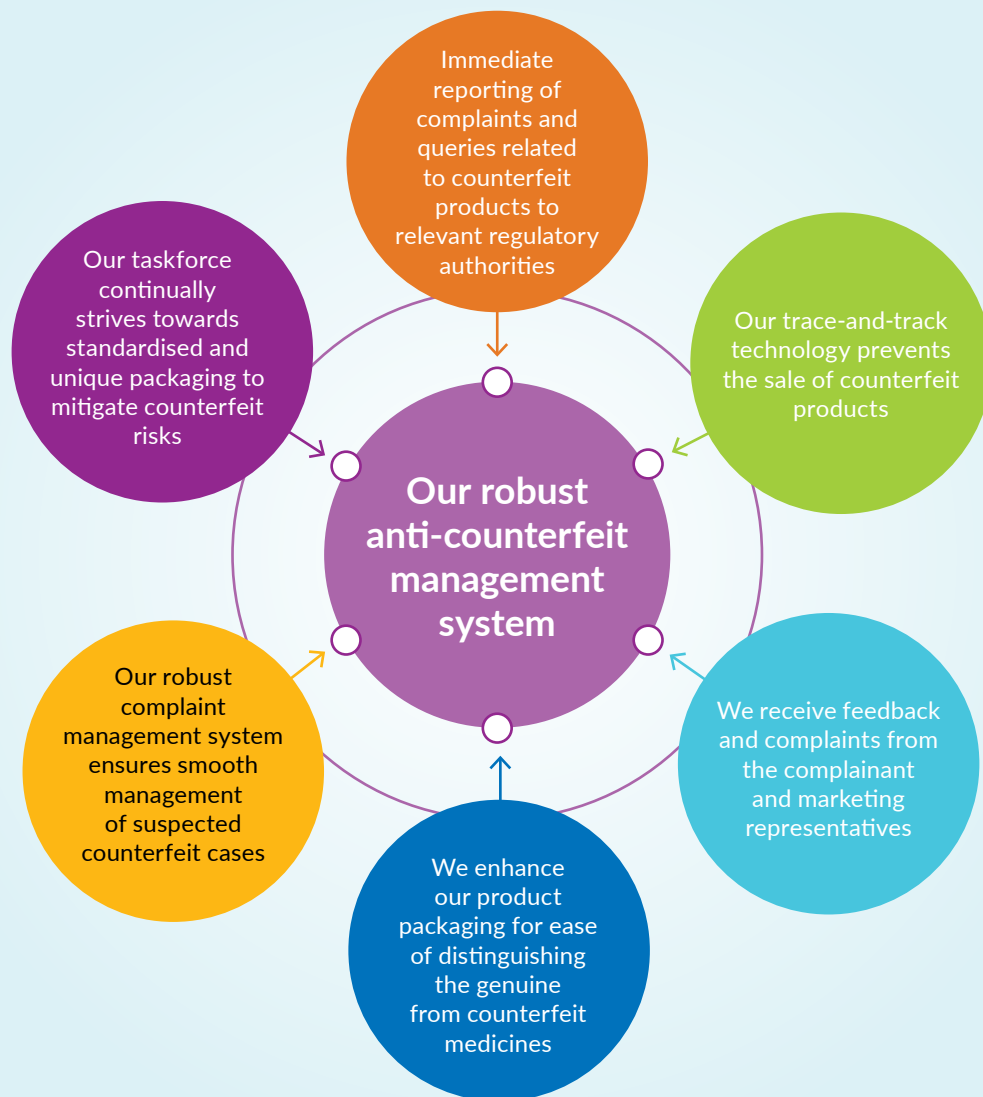 Immediate
reporting of
complaints and
queries related
to counterfeit
products to
relevant regulatory
authorities
Our trace-and-track
technology prevents
the sale of counterfeit
products
We receive feedback
and complaints from
the complainant
and marketing
representatives
We enhance
our product
packaging for ease
of distinguishing
the genuine
from counterfeit
medicines
Our robust
complaint
management system
ensures smooth
management
of suspected
counterfeit cases
Our taskforce
continually
strives towards
standardised and
unique packaging to
mitigate counterfeit
risks
Our robust
anti-counterfeit
management
system